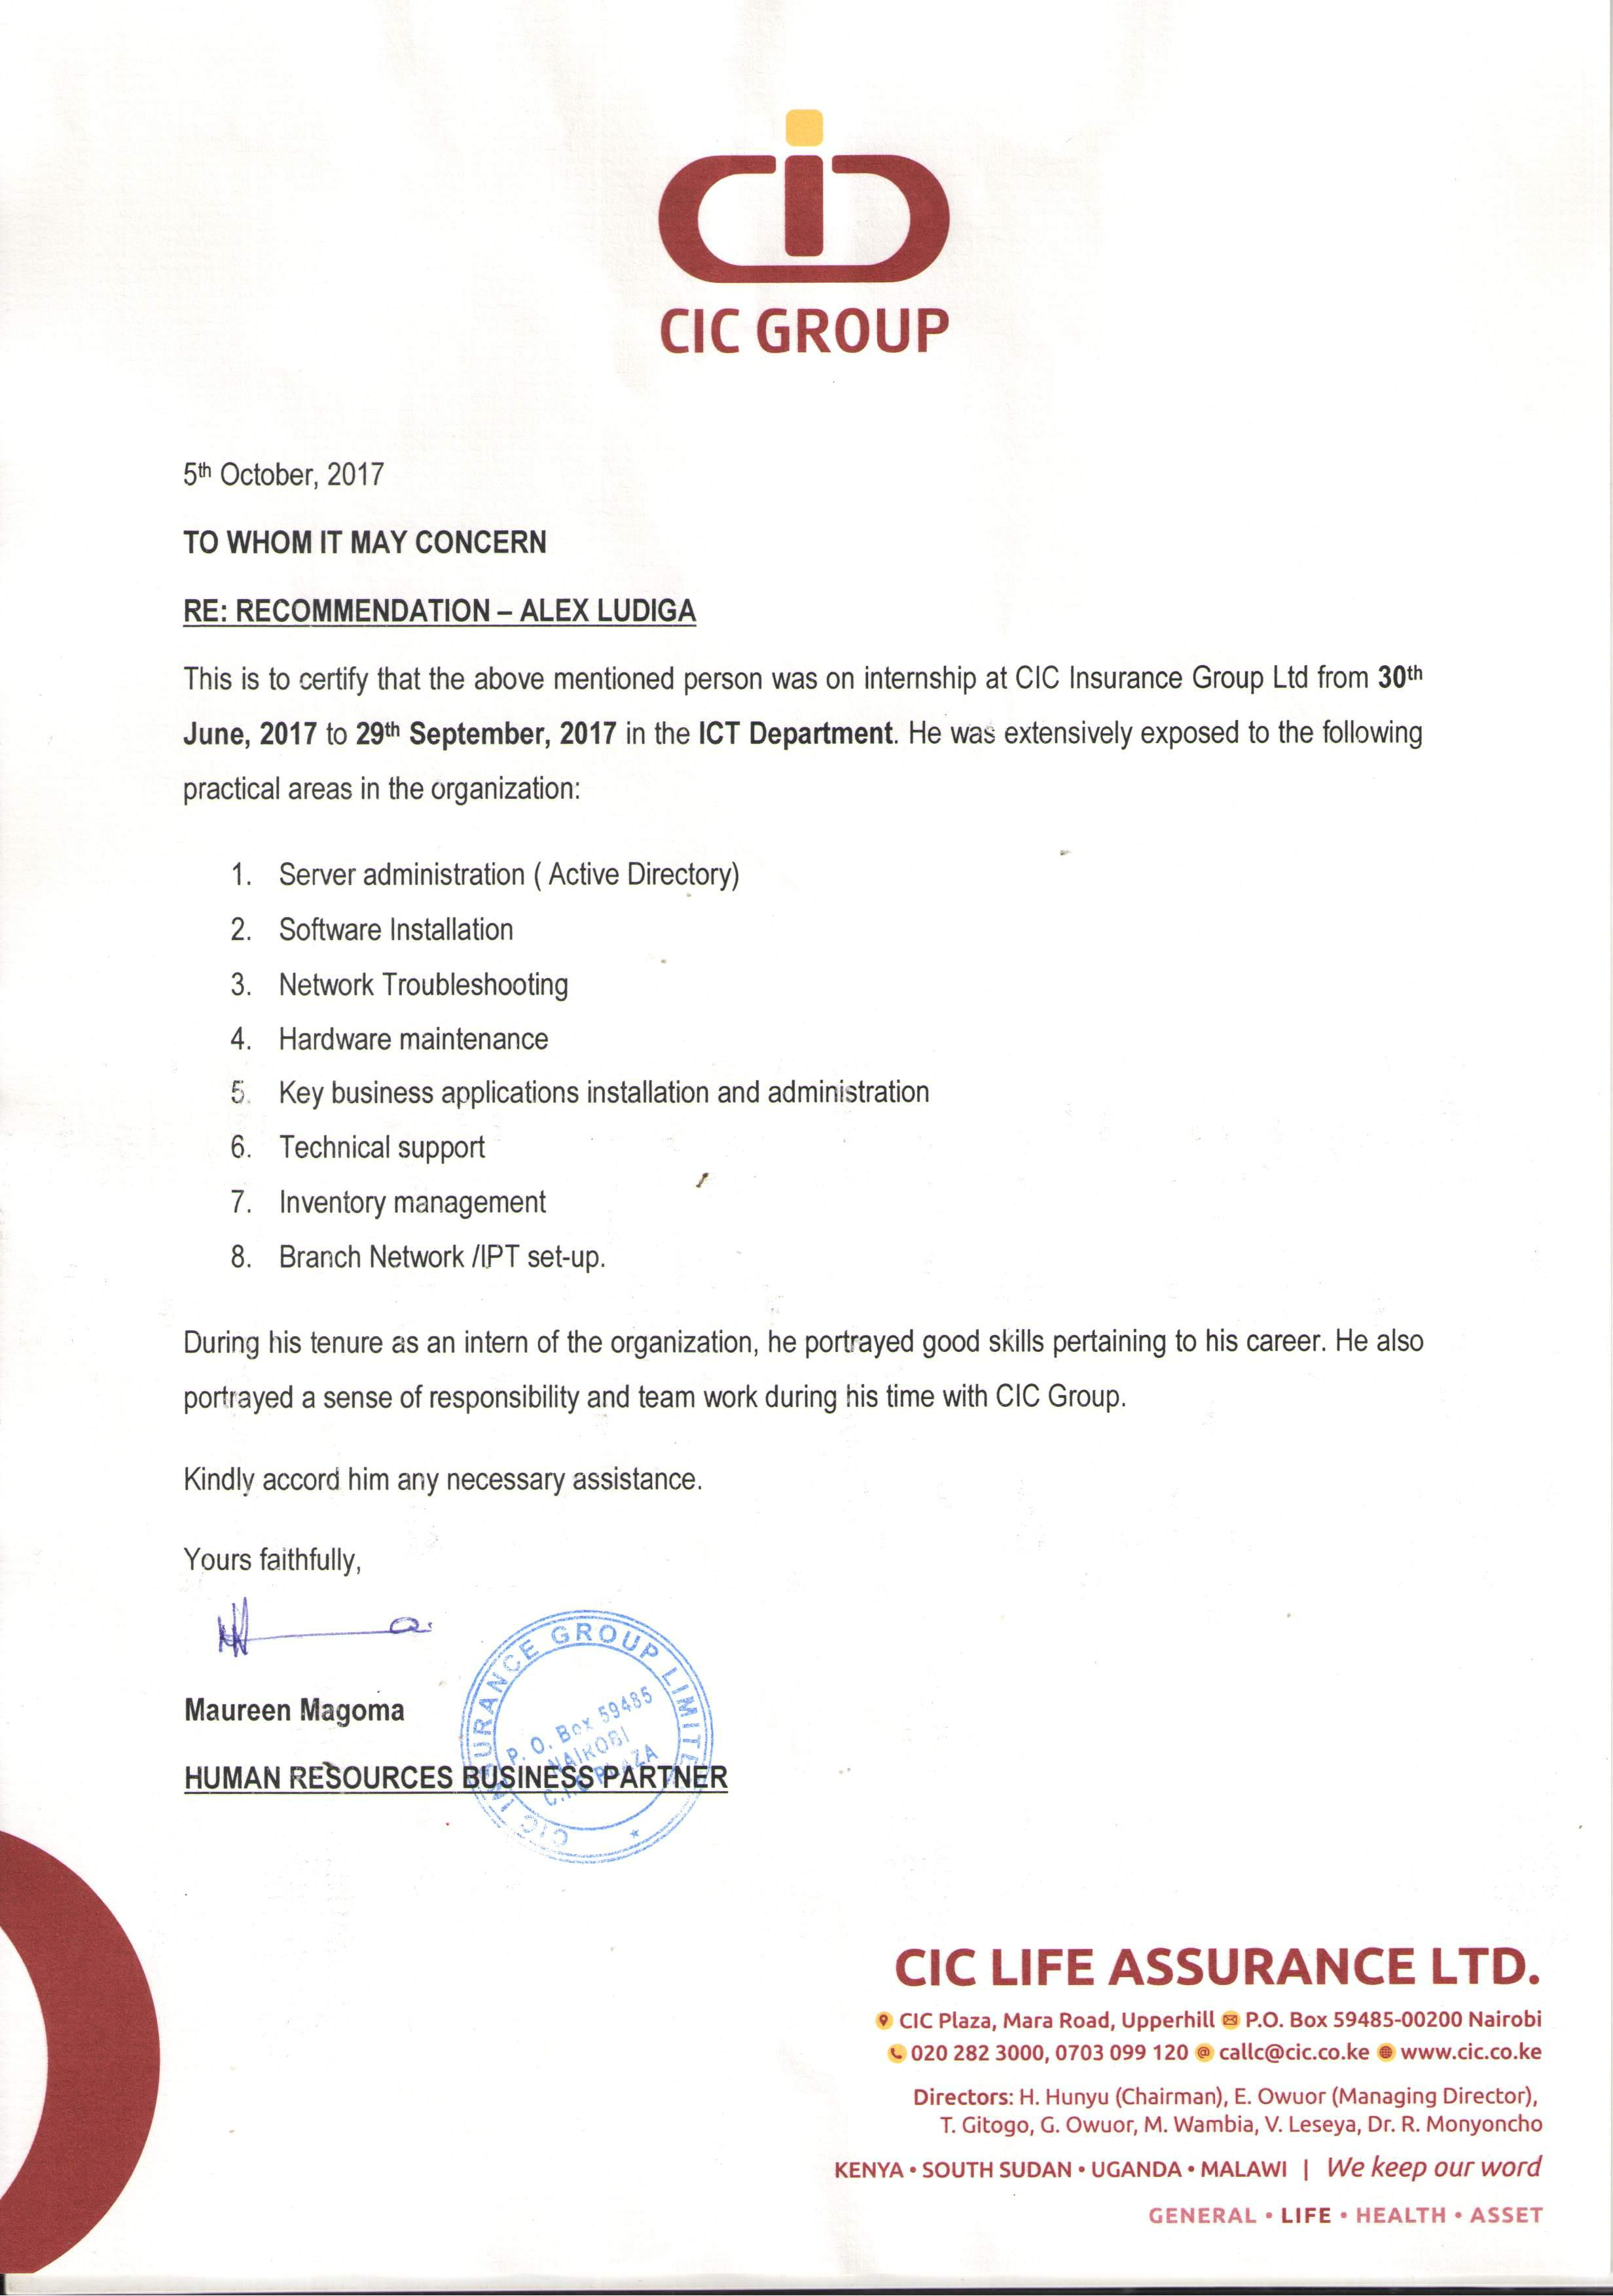 CIC
CIC GROUP
5th October, 2017
TO WHOM IT MAY CONCERN
RE: RECOMMENDATION – ALEX LUDIGA
This is to certify that the above mentioned person was on internship at CIC Insurance Group Ltd from 30th
June, 2017 to 29th September, 2017 in the ICT Department. He was extensively exposed to the following
practical areas in the organization:
1. Server administration ( Active Directory)
2. Software Installation
3. Network Troubleshooting
4. Hardware maintenance
5. Key business applications installation and administration
6. Technical support
7. Inventory management
8. Branch Network /IPT set-up.
During his tenure as an intern of the organization, he portrayed good skills pertaining to his career. He also
portrayed a sense of responsibility and team work during his time with CIC Group.
Kindly accord him any necessary assistance.
Yours faithfully,
Maureen Magoma
HUMAN RESOURCES BUSINESS PARTNER
CIC INSURANCE GROUP LIMITED
P. O. Box 59485
NAIROBI
C.I.C PLAZA
CIC LIFE ASSURANCE LTD.
CIC Plaza, Mara Road, Upperhill P.O. Box 59485-00200 Nairobi
020 282 3000, 0703 099 120 @ callc@cic.co.ke www.cic.co.ke
Directors: H. Hunyu (Chairman), E. Owuor (Managing Director),
T. Gitogo, G. Owuor, M. Wambia, V. Leseya, Dr. R. Monyoncho
KENYA • SOUTH SUDAN • UGANDA • MALAWI | We keep our word
GENERAL • LIFE • HEALTH • ASSET